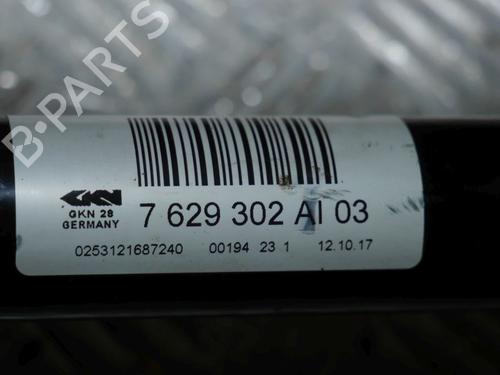 B-PARTS
GKN
GKN 28
GERMANY
7 629 302 AI 03
0253121687240 00194 23 1 12.10.17